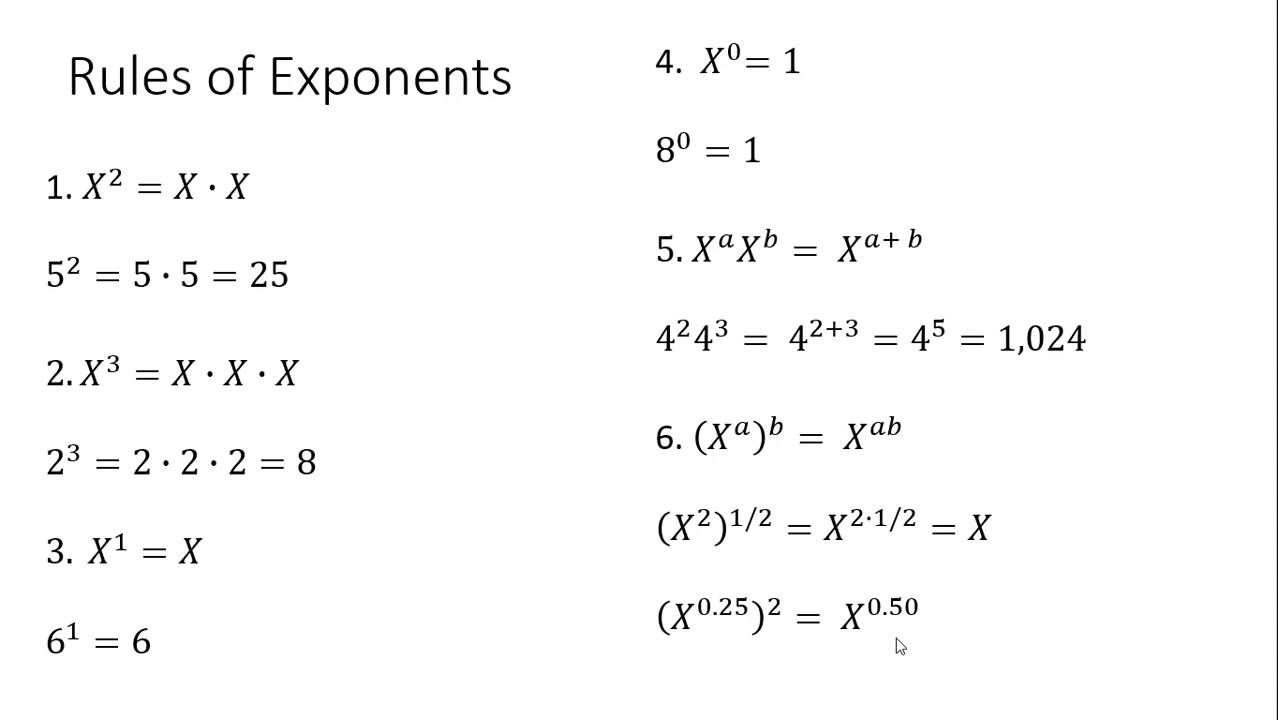 Rules of Exponents
1. X² = X · X
5² = 5 · 5 = 25
2. X³ = X · X · X
2³ = 2 · 2 · 2 = 8
3. X¹ = X
6¹ = 6
4. X⁰ = 1
8⁰ = 1
5. XᵃXᵇ = Xᵃ⁺ ᵇ
4²4³ = 4²⁺³ = 4⁵ = 1,024
6. (Xᵃ)ᵇ = Xᵃᵇ
(X²)^{1/2} = X^{2·1/2} = X
(X^{0.25})² = X^{0.50}